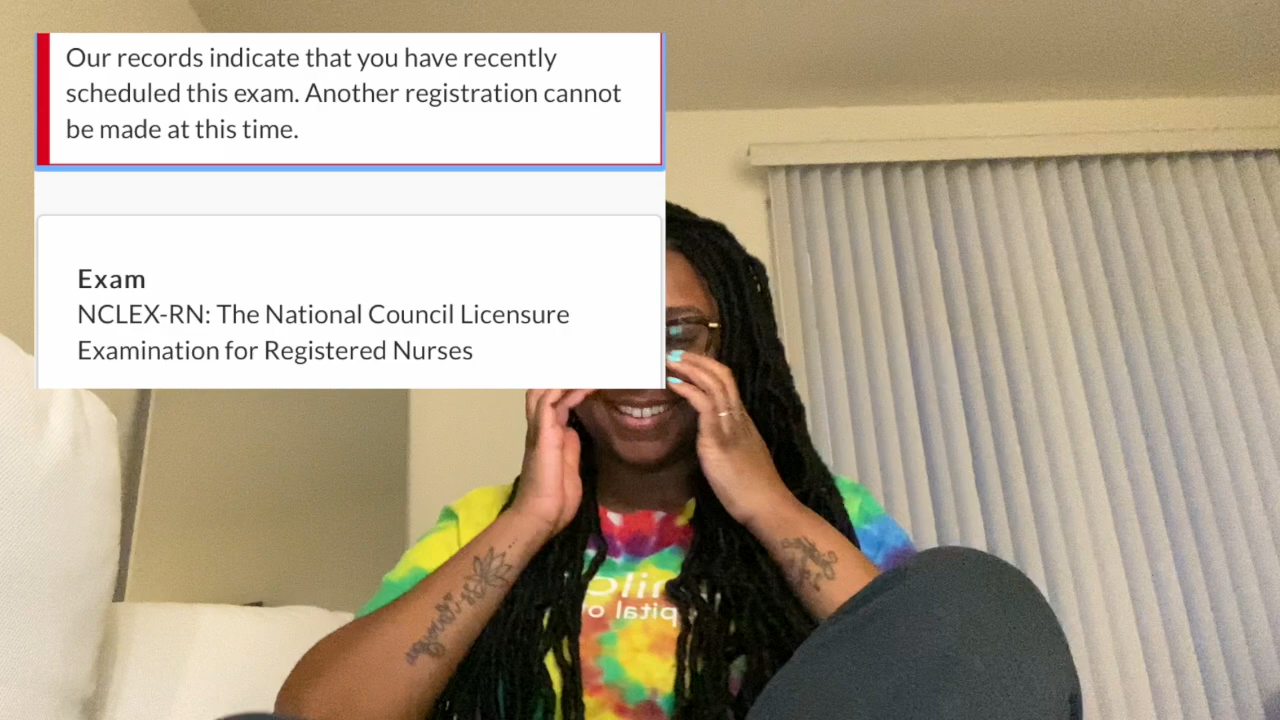 Our records indicate that you have recently
scheduled this exam. Another registration cannot
be made at this time.
Exam
NCLEX-RN: The National Council Licensure
Examination for Registered Nurses